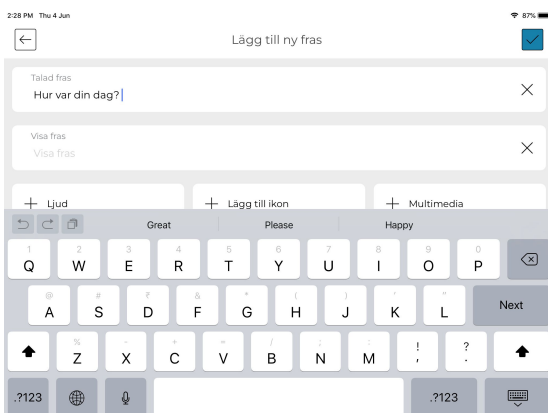 2:28 PM Thu 4 Jun 87%
Lägg till ny fras
Talad fras
Hur var din dag?
Visa fras
Visa fras
Ljud Lägg till ikon Multimedia
Great Please Happy
1 2 3 4 5 6 7 8 9 0
Q W E R T Y U I O P
@ # ₹ & * ( ) ' "
A S D F G H J K L Next
% - + = / ; : ! ?
Z X C V B N M , .
.?123 .?123